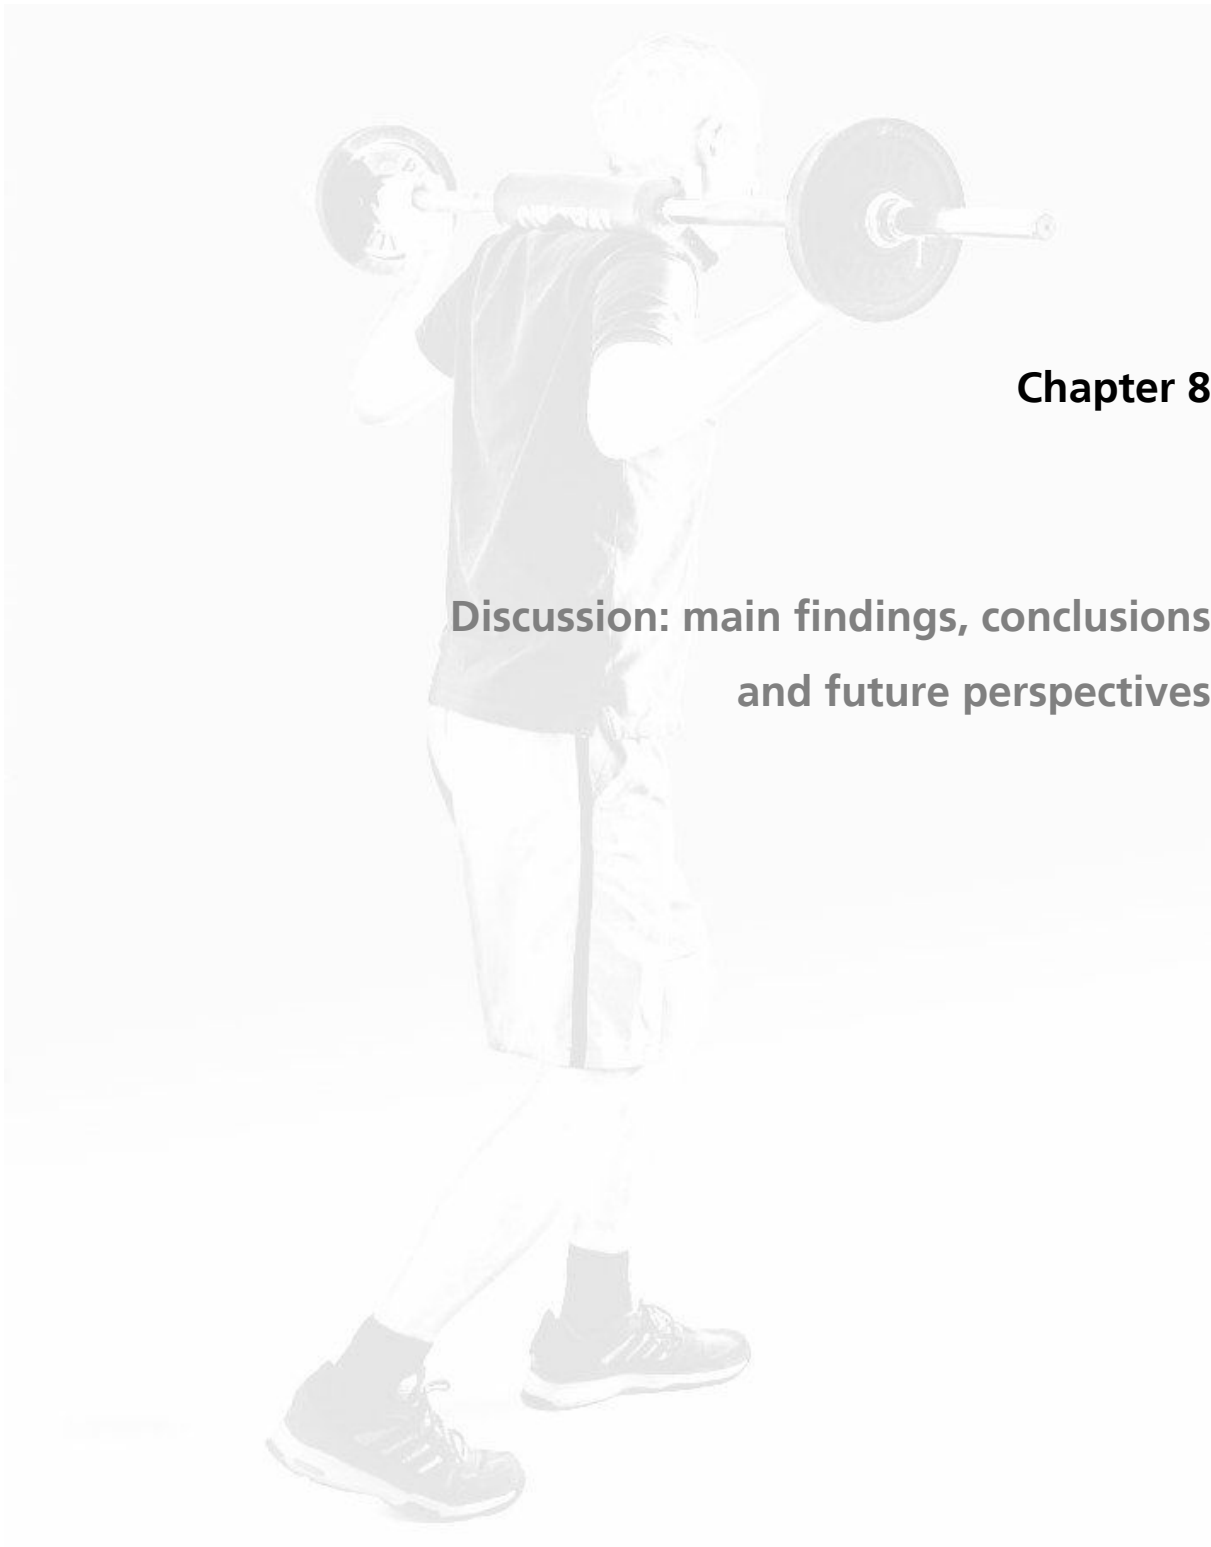 Chapter 8
Discussion: main findings, conclusions
and future perspectives